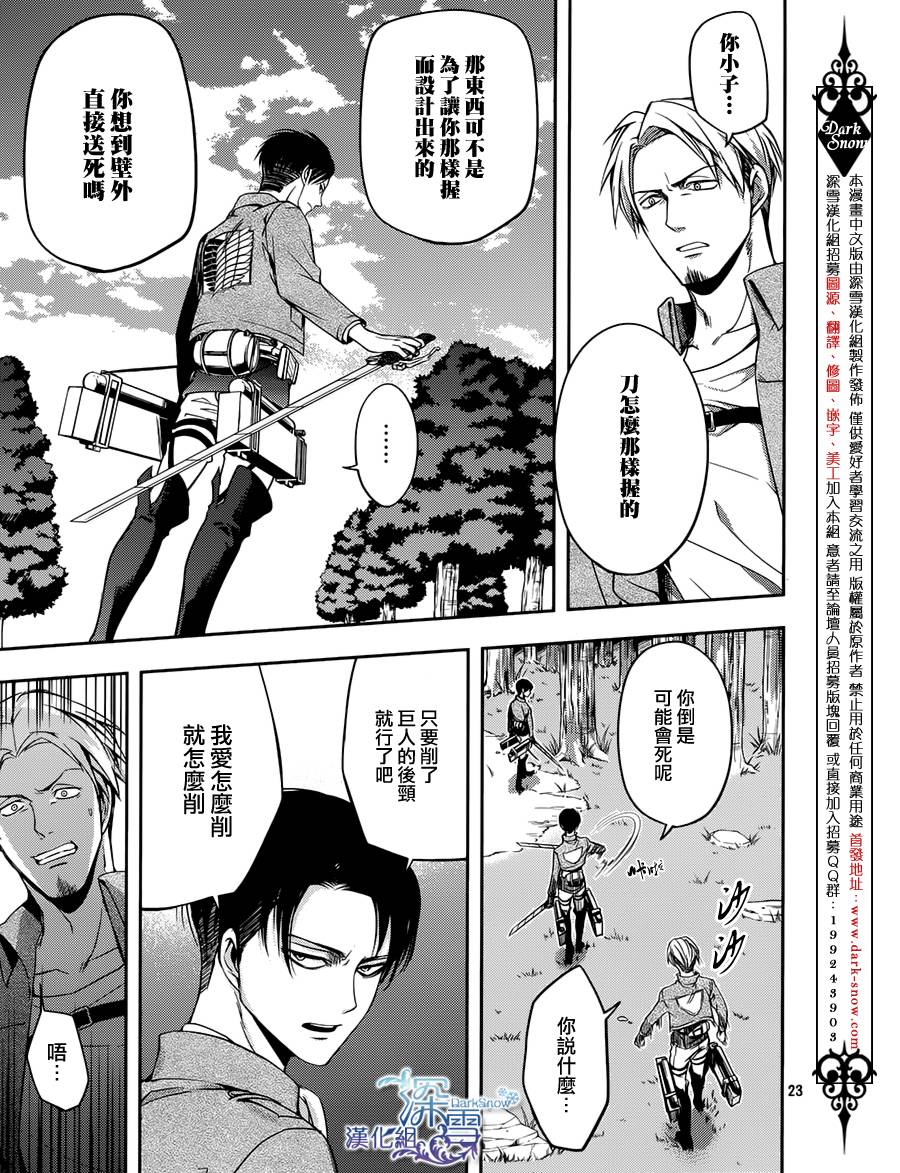 你小子…
刀怎麼那樣握的
那東西可不是
為了讓你那樣握
而設計出來的
你想到壁外
直接送死嗎
……
你倒是
可能會死呢
沙
沙
你說什麼…
只要削了
巨人的後頸
就行了吧
我愛怎麼削
就怎麼削
唔…
23
Dark
Snow
本漫畫中文版由深雪漢化組製作發佈 僅供愛好者學習交流之用 版權屬於原作者 禁止用於任何商業用途 首發地址：www.dark-snow.com
深雪漢化組招募圖源、翻譯、修圖、嵌字、美工加入本組 意者請至論壇人員招募版塊回覆 或直接加入招募QQ群：199243903
深雪
DarkSnow
漢化組